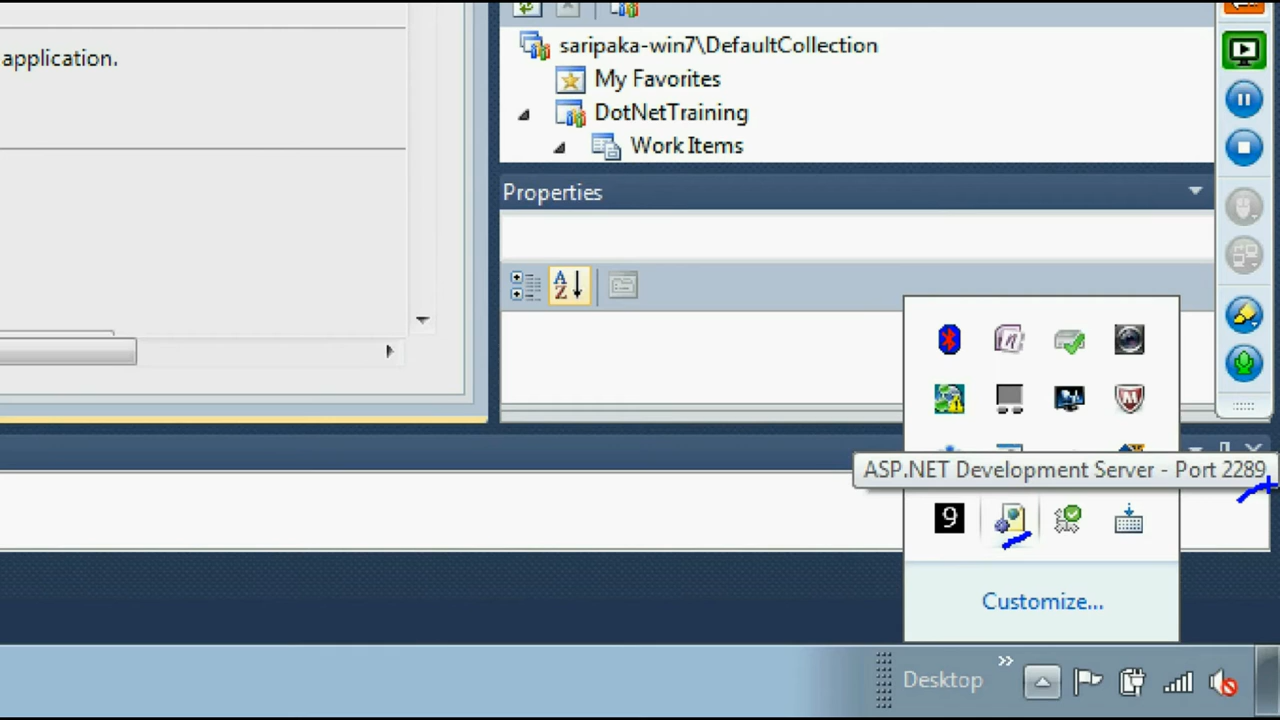 application.
saripaka-win7\DefaultCollection
My Favorites
DotNetTraining
Work Items
Properties
ASP.NET Development Server - Port 2289
9
Customize...
Desktop